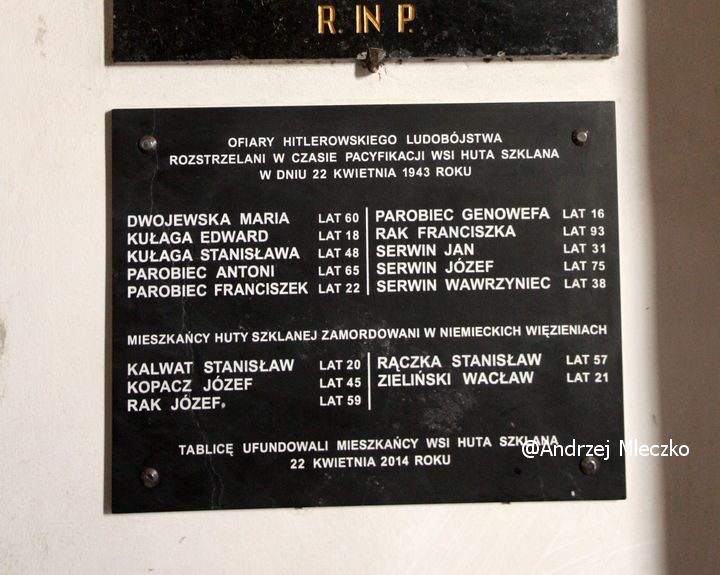 R. IN P.
OFIARY HITLEROWSKIEGO LUDOBÓJSTWA
ROZSTRZELANI W CZASIE PACYFIKACJI WSI HUTA SZKLANA
W DNIU 22 KWIETNIA 1943 ROKU
DWOJEWSKA MARIA LAT 60
KUŁAGA EDWARD LAT 18
KUŁAGA STANISŁAWA LAT 48
PAROBIEC ANTONI LAT 65
PAROBIEC FRANCISZEK LAT 22
PAROBIEC GENOWEFA LAT 16
RAK FRANCISZKA LAT 93
SERWIN JAN LAT 31
SERWIN JÓZEF LAT 75
SERWIN WAWRZYNIEC LAT 38
MIESZKAŃCY HUTY SZKLANEJ ZAMORDOWANI W NIEMIECKICH WIĘZIENIACH
KALWAT STANISŁAW LAT 20
KOPACZ JÓZEF LAT 45
RAK JÓZEF LAT 59
RĄCZKA STANISŁAW LAT 57
ZIELIŃSKI WACŁAW LAT 21
TABLICĘ UFUNDOWALI MIESZKAŃCY WSI HUTA SZKLANA
22 KWIETNIA 2014 ROKU
@Andrzej Mleczko